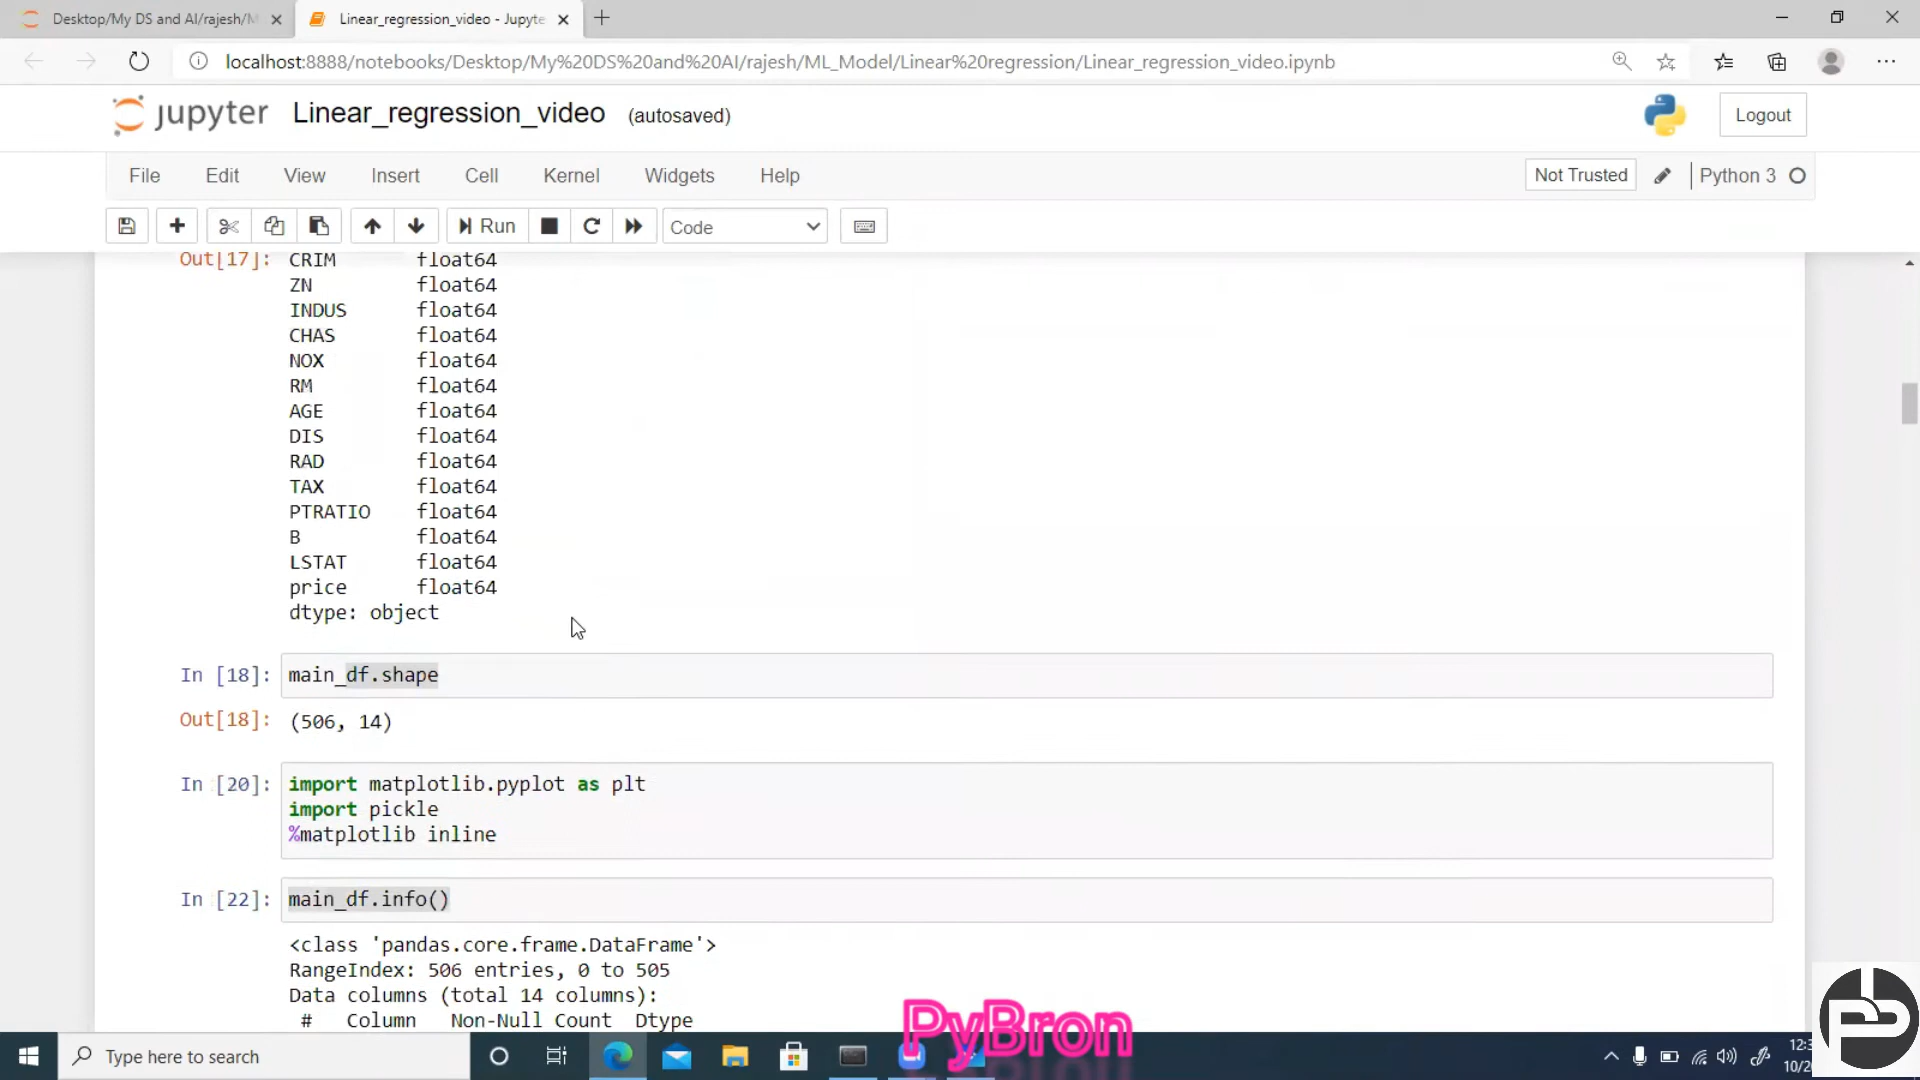 Desktop/My DS and AI/rajesh/M
Linear_regression_video - Jupyte
localhost:8888/notebooks/Desktop/My%20DS%20and%20AI/rajesh/ML_Model/Linear%20regression/Linear_regression_video.ipynb
jupyter Linear_regression_video (autosaved)
Logout
File Edit View Insert Cell Kernel Widgets Help
Not Trusted Python 3
Run Code
Out[17]: CRIM float64
ZN float64
INDUS float64
CHAS float64
NOX float64
RM float64
AGE float64
DIS float64
RAD float64
TAX float64
PTRATIO float64
B float64
LSTAT float64
price float64
dtype: object
In [18]: main_df.shape
Out[18]: (506, 14)
In [20]: import matplotlib.pyplot as plt
import pickle
%matplotlib inline
In [22]: main_df.info()
<class 'pandas.core.frame.DataFrame'>
RangeIndex: 506 entries, 0 to 505
Data columns (total 14 columns):
# Column Non-Null Count Dtype
PyBron
Type here to search